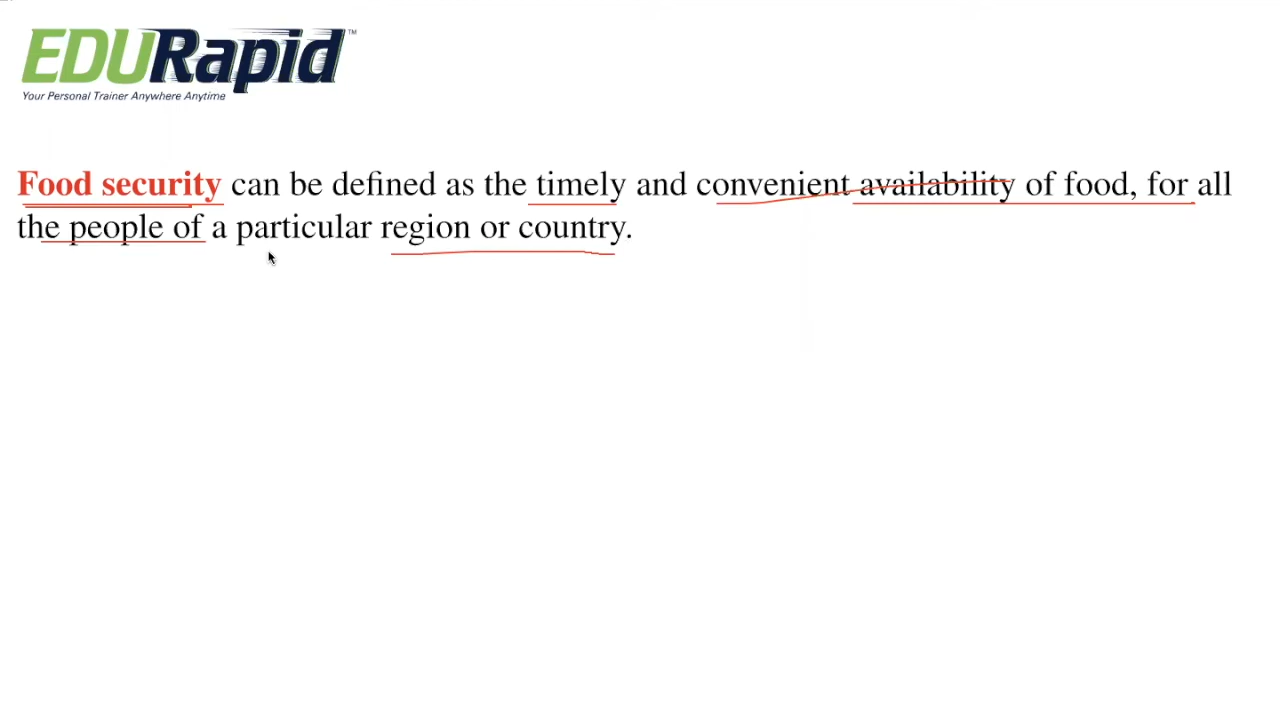 EDURapid™
Your Personal Trainer Anywhere Anytime
Food security can be defined as the timely and convenient availability of food, for all
the people of a particular region or country.